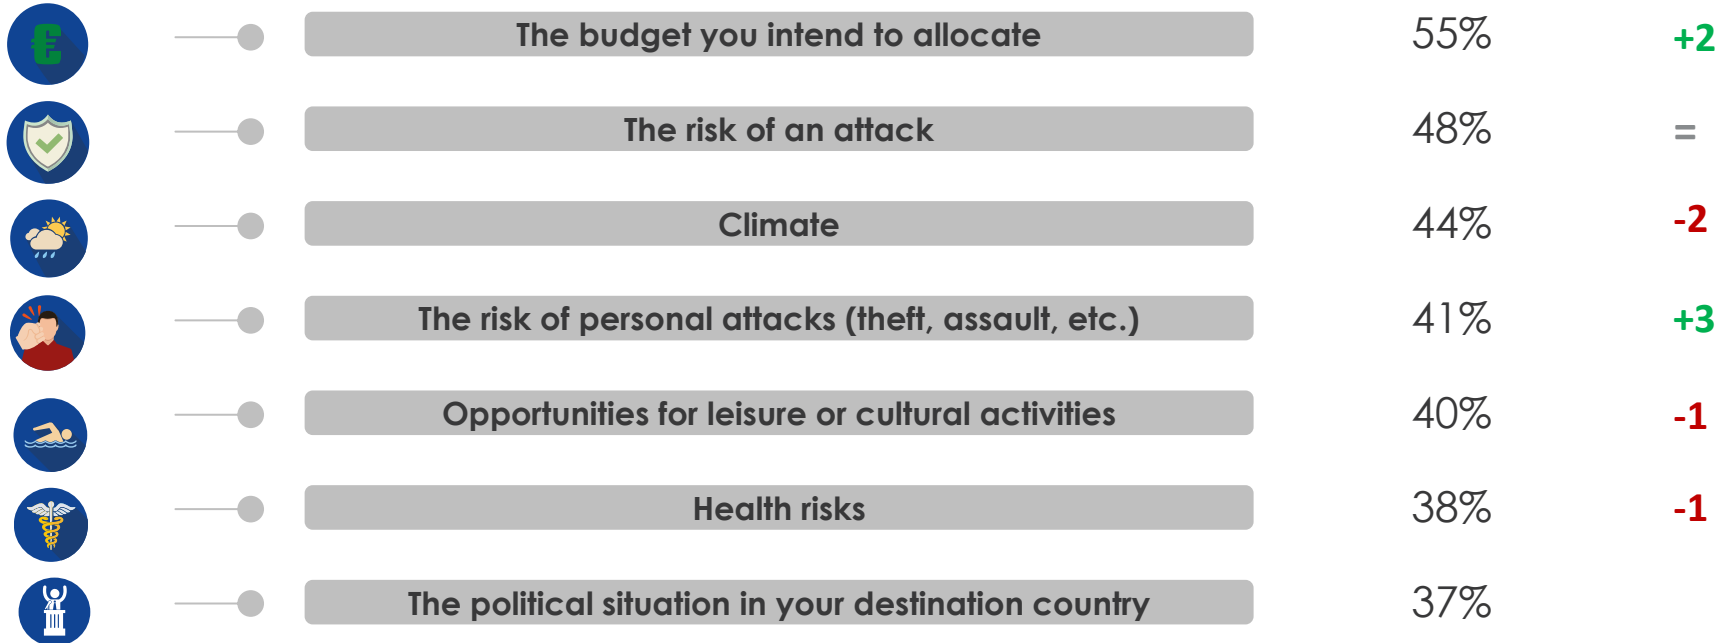 €
The budget you intend to allocate 55% +2
The risk of an attack 48% =
Climate 44% -2
The risk of personal attacks (theft, assault, etc.) 41% +3
Opportunities for leisure or cultural activities 40% -1
Health risks 38% -1
The political situation in your destination country 37%